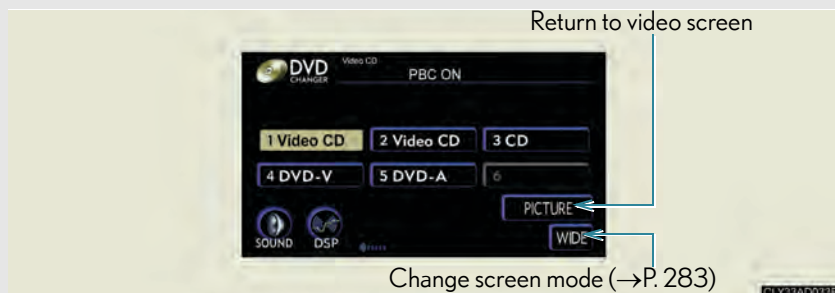 Return to video screen
DVD
CHANGER
Video CD
PBC ON
1 Video CD
2 Video CD
3 CD
4 DVD-V
5 DVD-A
6
PICTURE
SOUND
DSP
WIDE
Change screen mode (→P. 283)